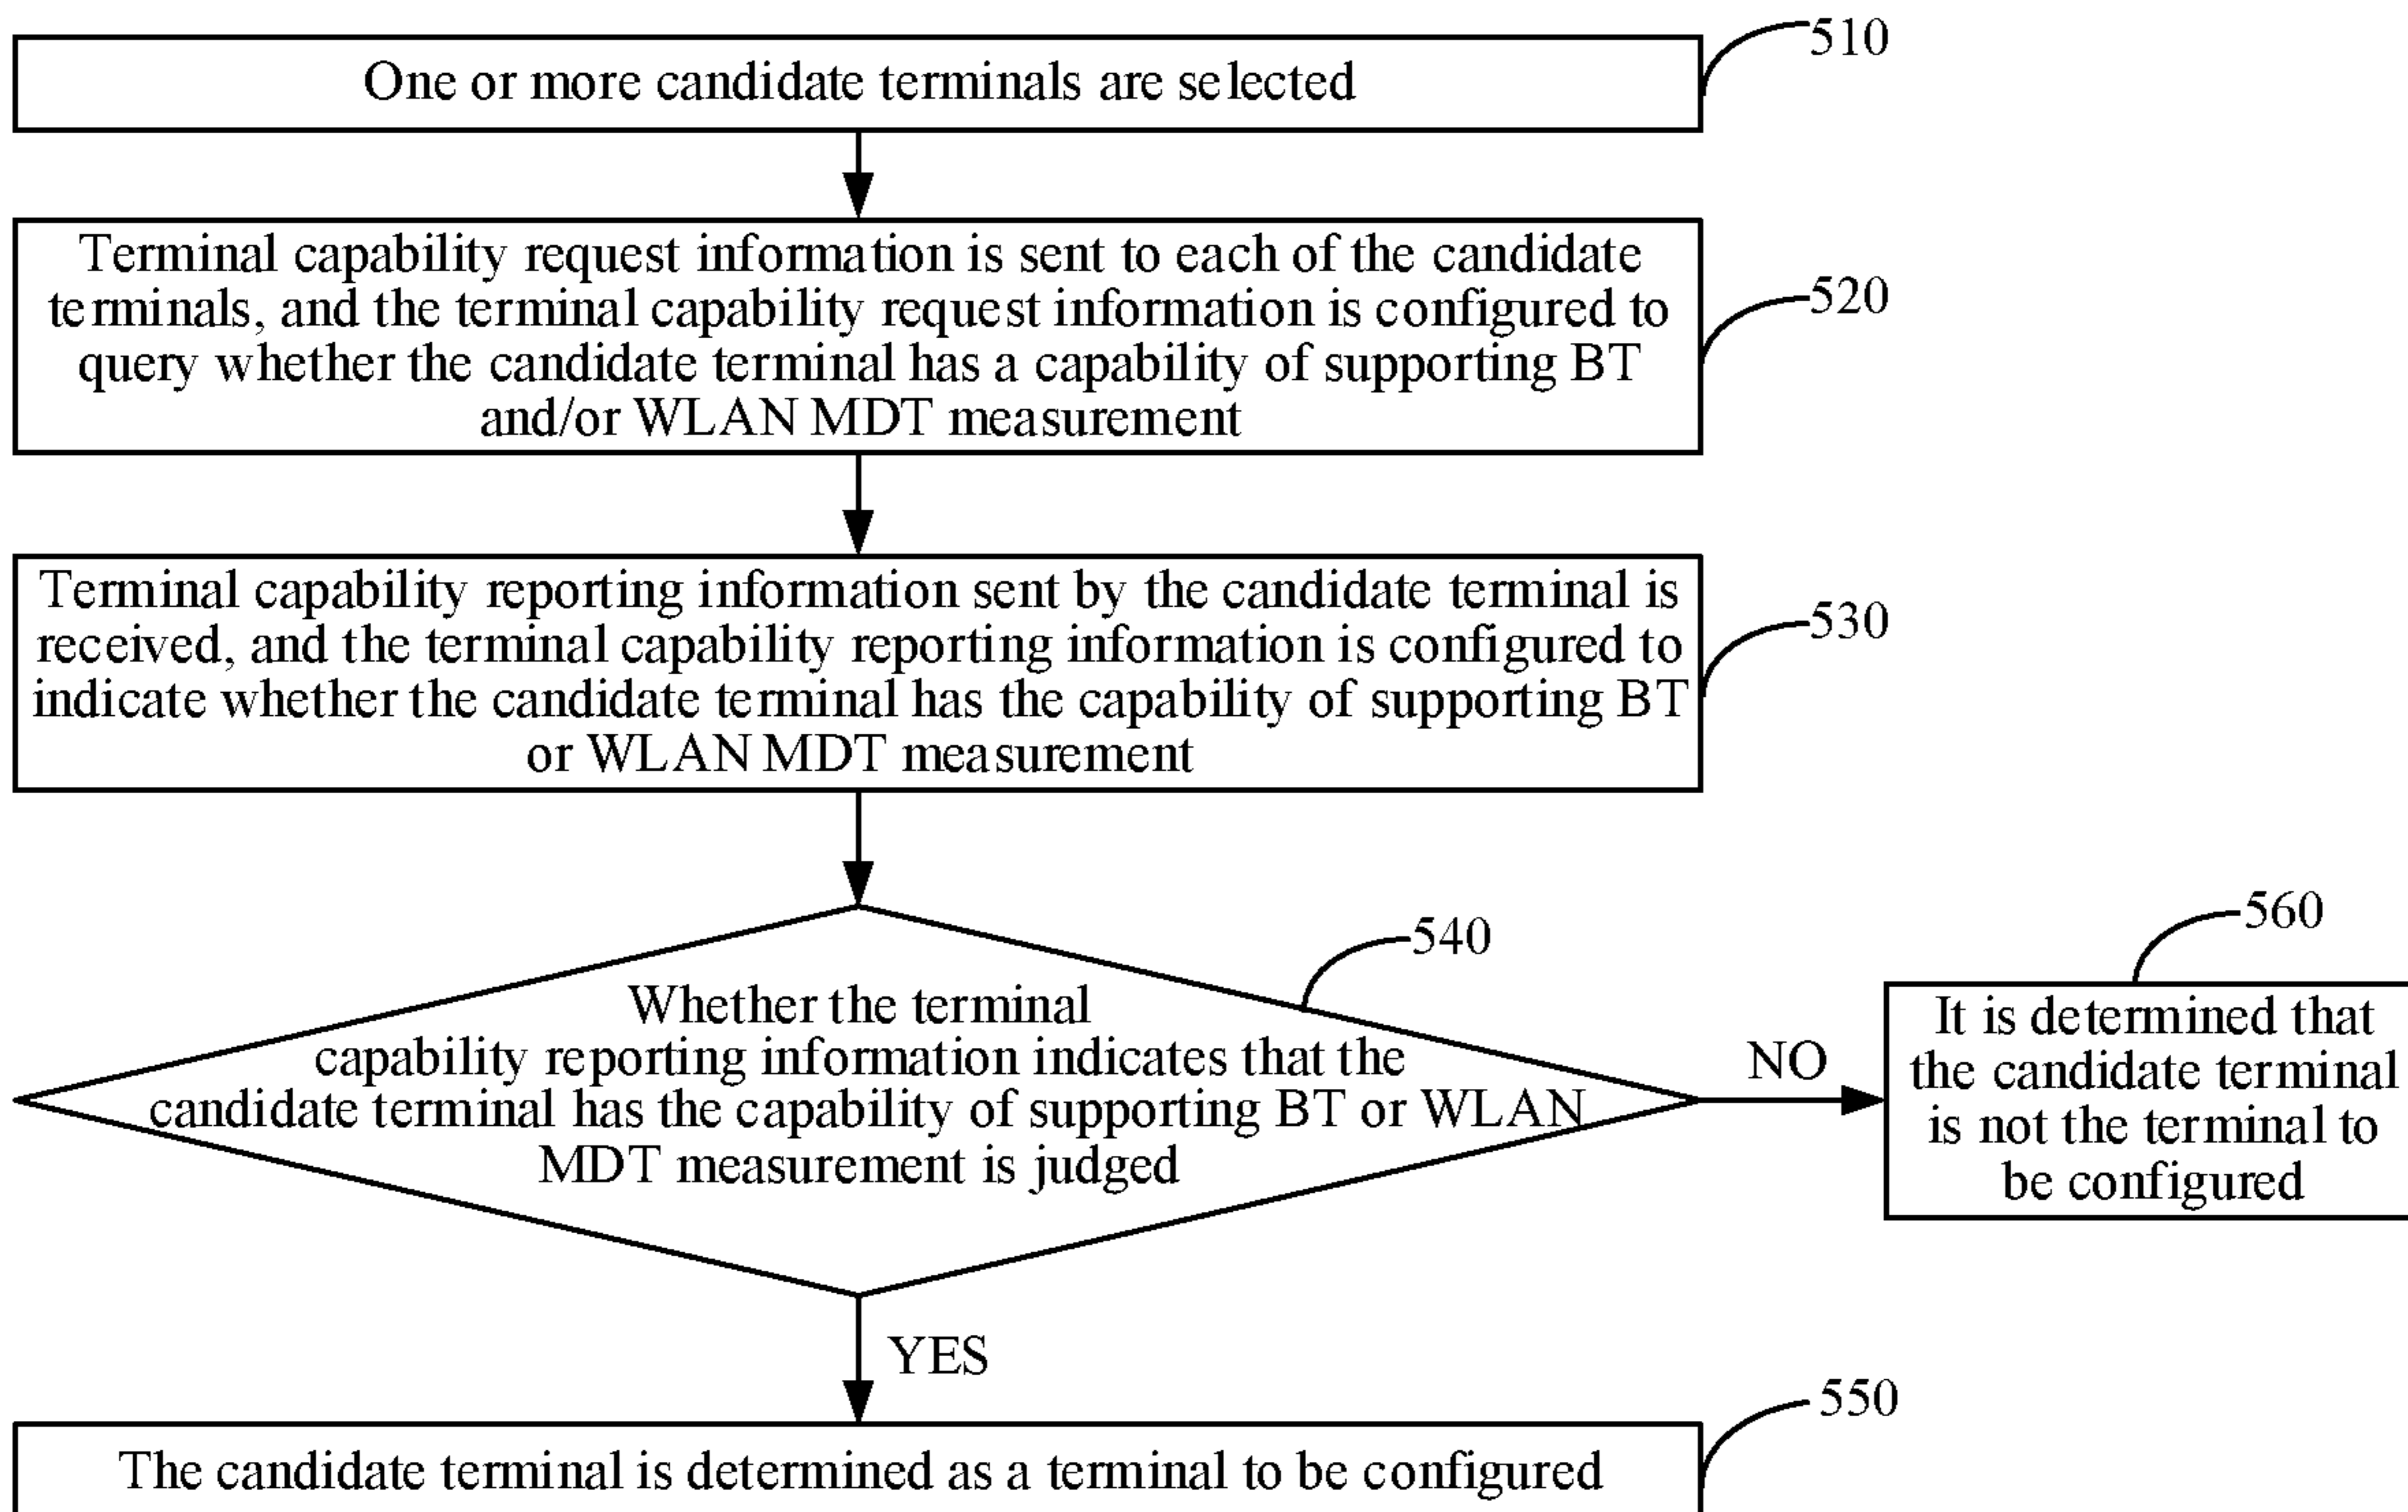 510
One or more candidate terminals are selected
Terminal capability request information is sent to each of the candidate
terminals, and the terminal capability request information is configured to
query whether the candidate terminal has a capability of supporting BT
and/or WLAN MDT measurement
520
Terminal capability reporting information sent by the candidate terminal is
received, and the terminal capability reporting information is configured to
indicate whether the candidate terminal has the capability of supporting BT
or WLAN MDT measurement
530
540
Whether the terminal
capability reporting information indicates that the
candidate terminal has the capability of supporting BT or WLAN
MDT measurement is judged
NO
560
It is determined that
the candidate terminal
is not the terminal to
be configured
YES
550
The candidate terminal is determined as a terminal to be configured